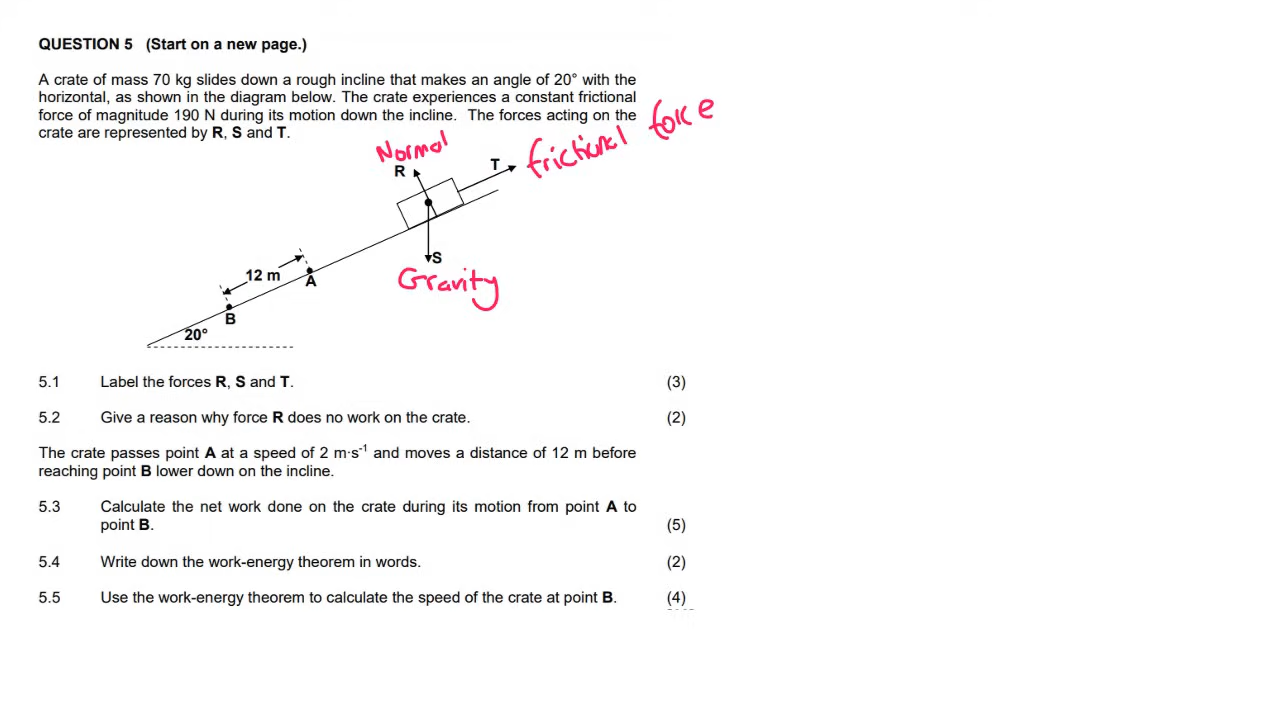 QUESTION 5 (Start on a new page.)
A crate of mass 70 kg slides down a rough incline that makes an angle of 20° with the
horizontal, as shown in the diagram below. The crate experiences a constant frictional
force of magnitude 190 N during its motion down the incline. The forces acting on the
crate are represented by R, S and T.
Normal
frictional force
R
T
S
Gravity
12 m
A
B
20°
5.1 Label the forces R, S and T. (3)
5.2 Give a reason why force R does no work on the crate. (2)
The crate passes point A at a speed of 2 m·s⁻¹ and moves a distance of 12 m before
reaching point B lower down on the incline.
5.3 Calculate the net work done on the crate during its motion from point A to
point B. (5)
5.4 Write down the work-energy theorem in words. (2)
5.5 Use the work-energy theorem to calculate the speed of the crate at point B. (4)